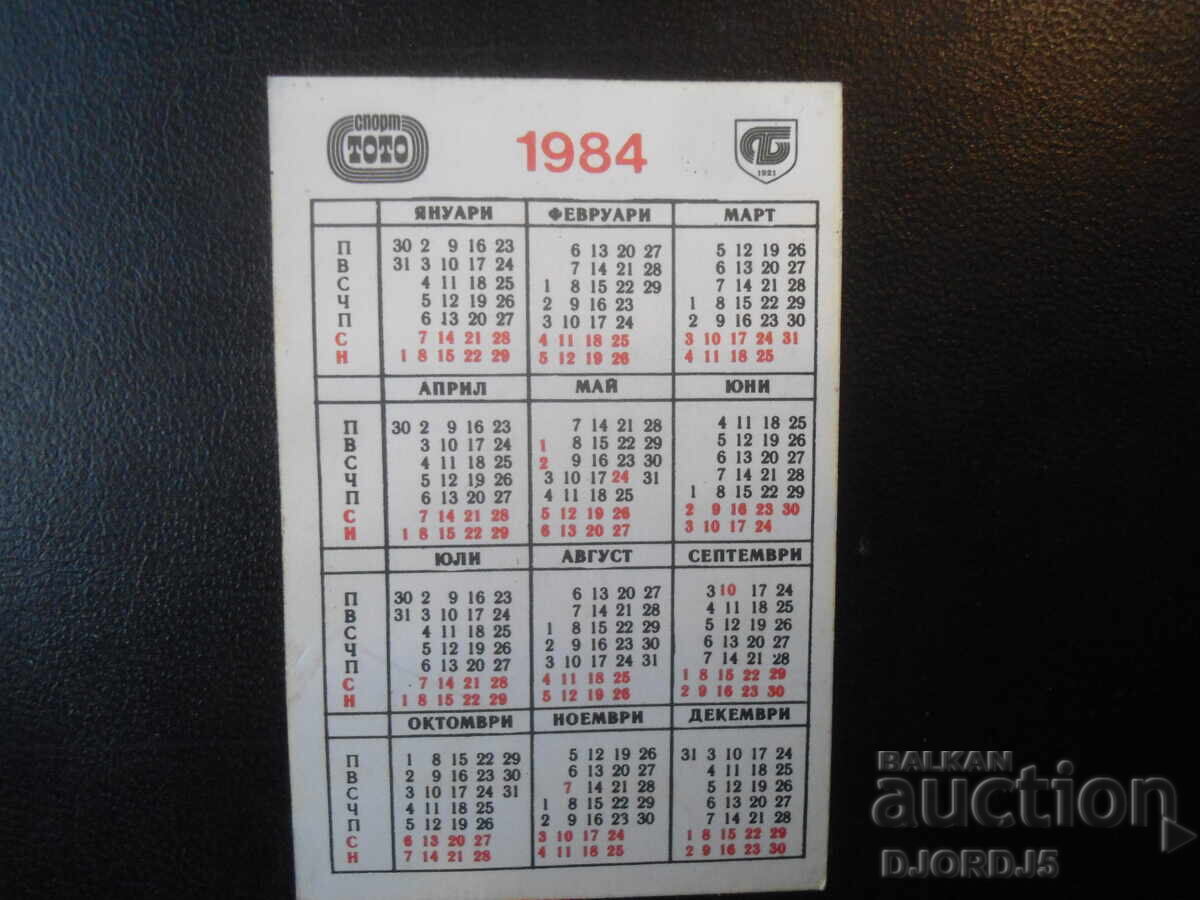 спорт
ТОТО
1984
1921
ЯНУАРИ ФЕВРУАРИ МАРТ
П 30 2 9 16 23 6 13 20 27 5 12 19 26
В 31 3 10 17 24 7 14 21 28 6 13 20 27
С 4 11 18 25 1 8 15 22 29 7 14 21 28
Ч 5 12 19 26 2 9 16 23 1 8 15 22 29
П 6 13 20 27 3 10 17 24 2 9 16 23 30
С 7 14 21 28 4 11 18 25 3 10 17 24 31
Н 1 8 15 22 29 5 12 19 26 4 11 18 25
АПРИЛ МАЙ ЮНИ
П 30 2 9 16 23 7 14 21 28 4 11 18 25
В 3 10 17 24 1 8 15 22 29 5 12 19 26
С 4 11 18 25 2 9 16 23 30 6 13 20 27
Ч 5 12 19 26 3 10 17 24 31 7 14 21 28
П 6 13 20 27 4 11 18 25 1 8 15 22 29
С 7 14 21 28 5 12 19 26 2 9 16 23 30
Н 1 8 15 22 29 6 13 20 27 3 10 17 24
ЮЛИ АВГУСТ СЕПТЕМВРИ
П 30 2 9 16 23 6 13 20 27 3 10 17 24
В 31 3 10 17 24 7 14 21 28 4 11 18 25
С 4 11 18 25 1 8 15 22 29 5 12 19 26
Ч 5 12 19 26 2 9 16 23 30 6 13 20 27
П 6 13 20 27 3 10 17 24 31 7 14 21 28
С 7 14 21 28 4 11 18 25 1 8 15 22 29
Н 1 8 15 22 29 5 12 19 26 2 9 16 23 30
ОКТОМВРИ НОЕМВРИ ДЕКЕМВРИ
П 1 8 15 22 29 5 12 19 26 31 3 10 17 24
В 2 9 16 23 30 6 13 20 27 4 11 18 25
С 3 10 17 24 31 7 14 21 28 5 12 19 26
Ч 4 11 18 25 1 8 15 22 29 6 13 20 27
П 5 12 19 26 2 9 16 23 30 7 14 21 28
С 6 13 20 27 3 10 17 24 1 8 15 22 29
Н 7 14 21 28 4 11 18 25 2 9 16 23 30
BALKAN
auction
DJORDJ5